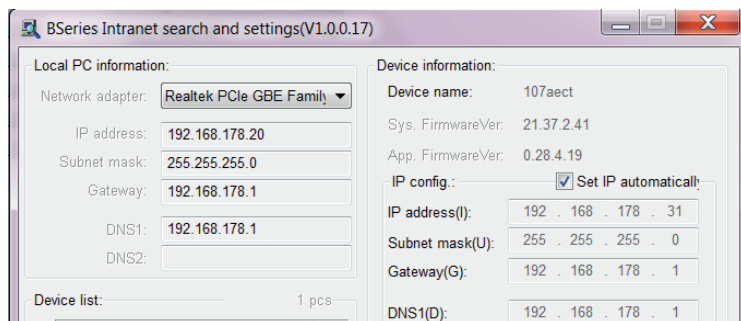 BSeries Intranet search and settings(V1.0.0.17)
Local PC information:
Network adapter: Realtek PCIe GBE Family
IP address: 192.168.178.20
Subnet mask: 255.255.255.0
Gateway: 192.168.178.1
DNS1: 192.168.178.1
DNS2:
Device list: 1 pcs
Device information:
Device name: 107aect
Sys. FirmwareVer: 21.37.2.41
App. FirmwareVer: 0.28.4.19
IP config.: Set IP automatically
IP address(I): 192 . 168 . 178 . 31
Subnet mask(U): 255 . 255 . 255 . 0
Gateway(G): 192 . 168 . 178 . 1
DNS1(D): 192 . 168 . 178 . 1